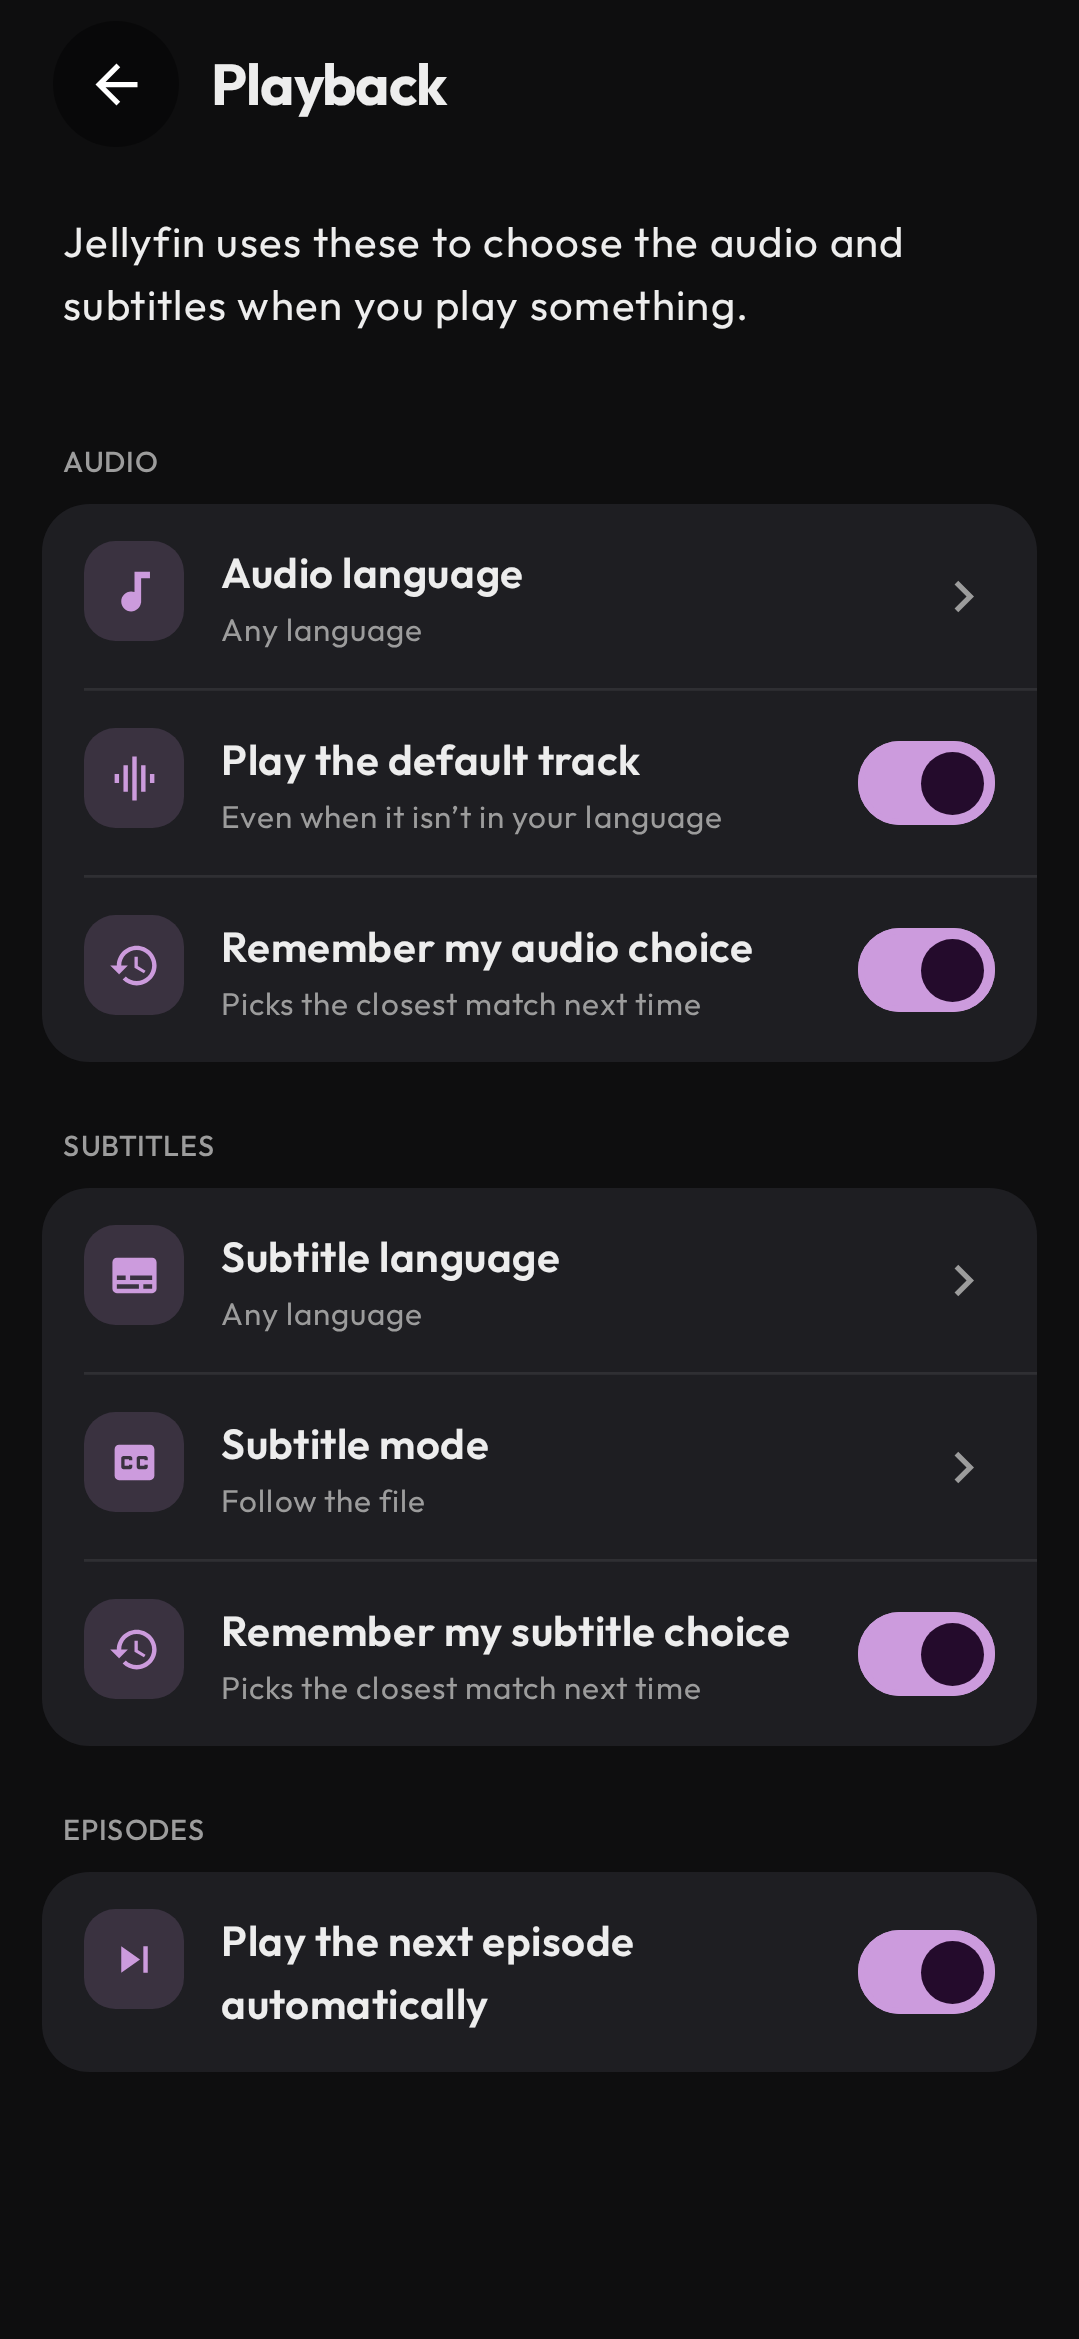 Playback
Jellyfin uses these to choose the audio and
subtitles when you play something.
AUDIO
Audio language
Any language
Play the default track
Even when it isn’t in your language
Remember my audio choice
Picks the closest match next time
SUBTITLES
Subtitle language
Any language
CC
Subtitle mode
Follow the file
Remember my subtitle choice
Picks the closest match next time
EPISODES
Play the next episode
automatically